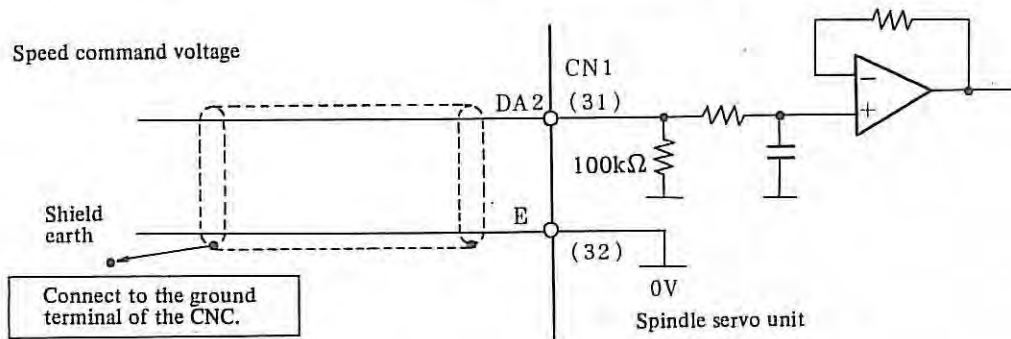 Speed command voltage
CN1
DA2
(31)
100kΩ
Shield
earth
E
(32)
0V
Connect to the ground
terminal of the CNC.
Spindle servo unit
−
+